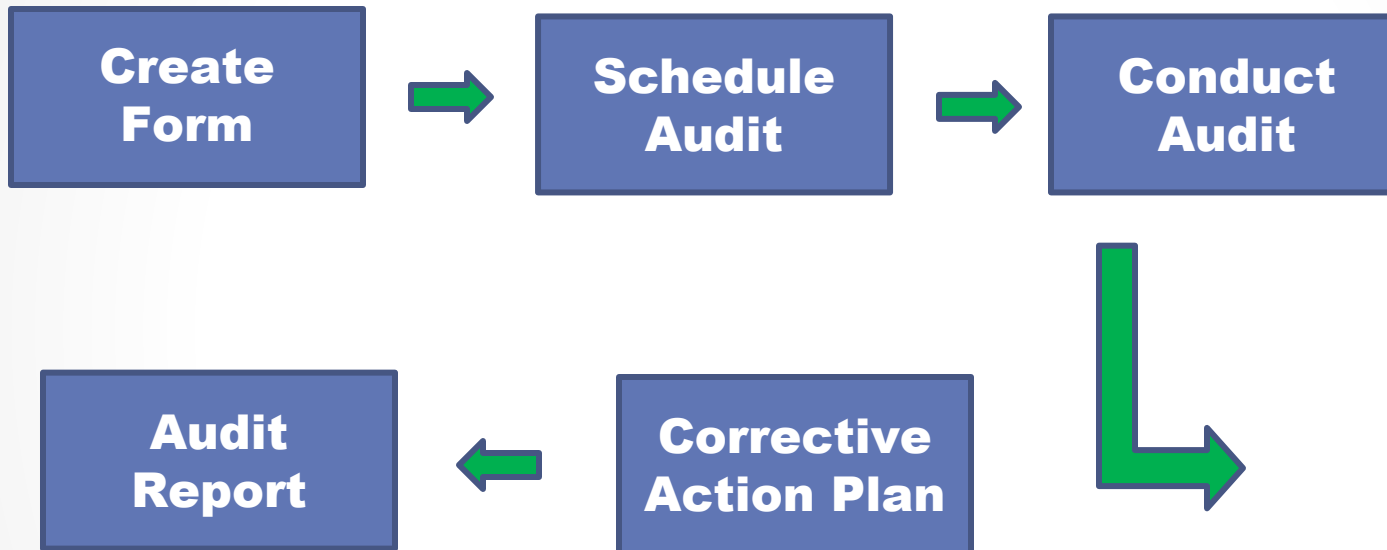 Create
Form
Schedule
Audit
Conduct
Audit
Audit
Report
Corrective
Action Plan